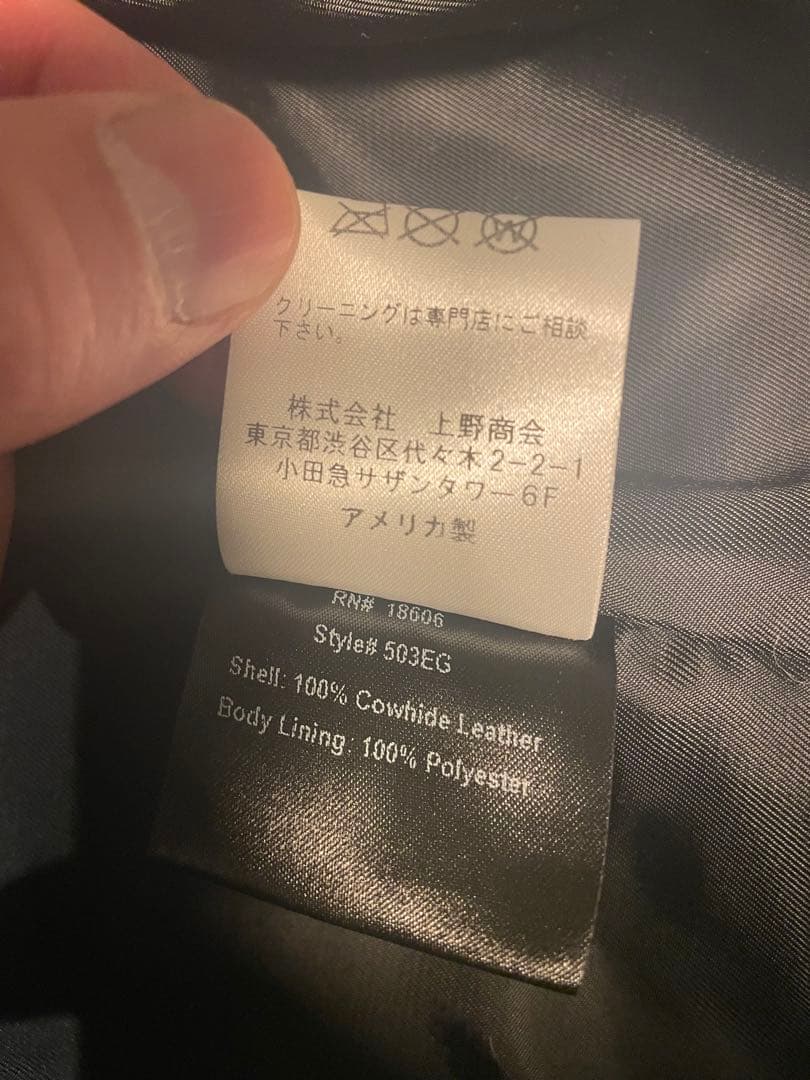 クリーニングは専門店にご相談
下さい。
株式会社　上野商会
東京都渋谷区代々木2-2-1
小田急サザンタワー6F
アメリカ製
RN# 18606
Style# 503EG
Shell: 100% Cowhide Leather
Body Lining: 100% Polyester